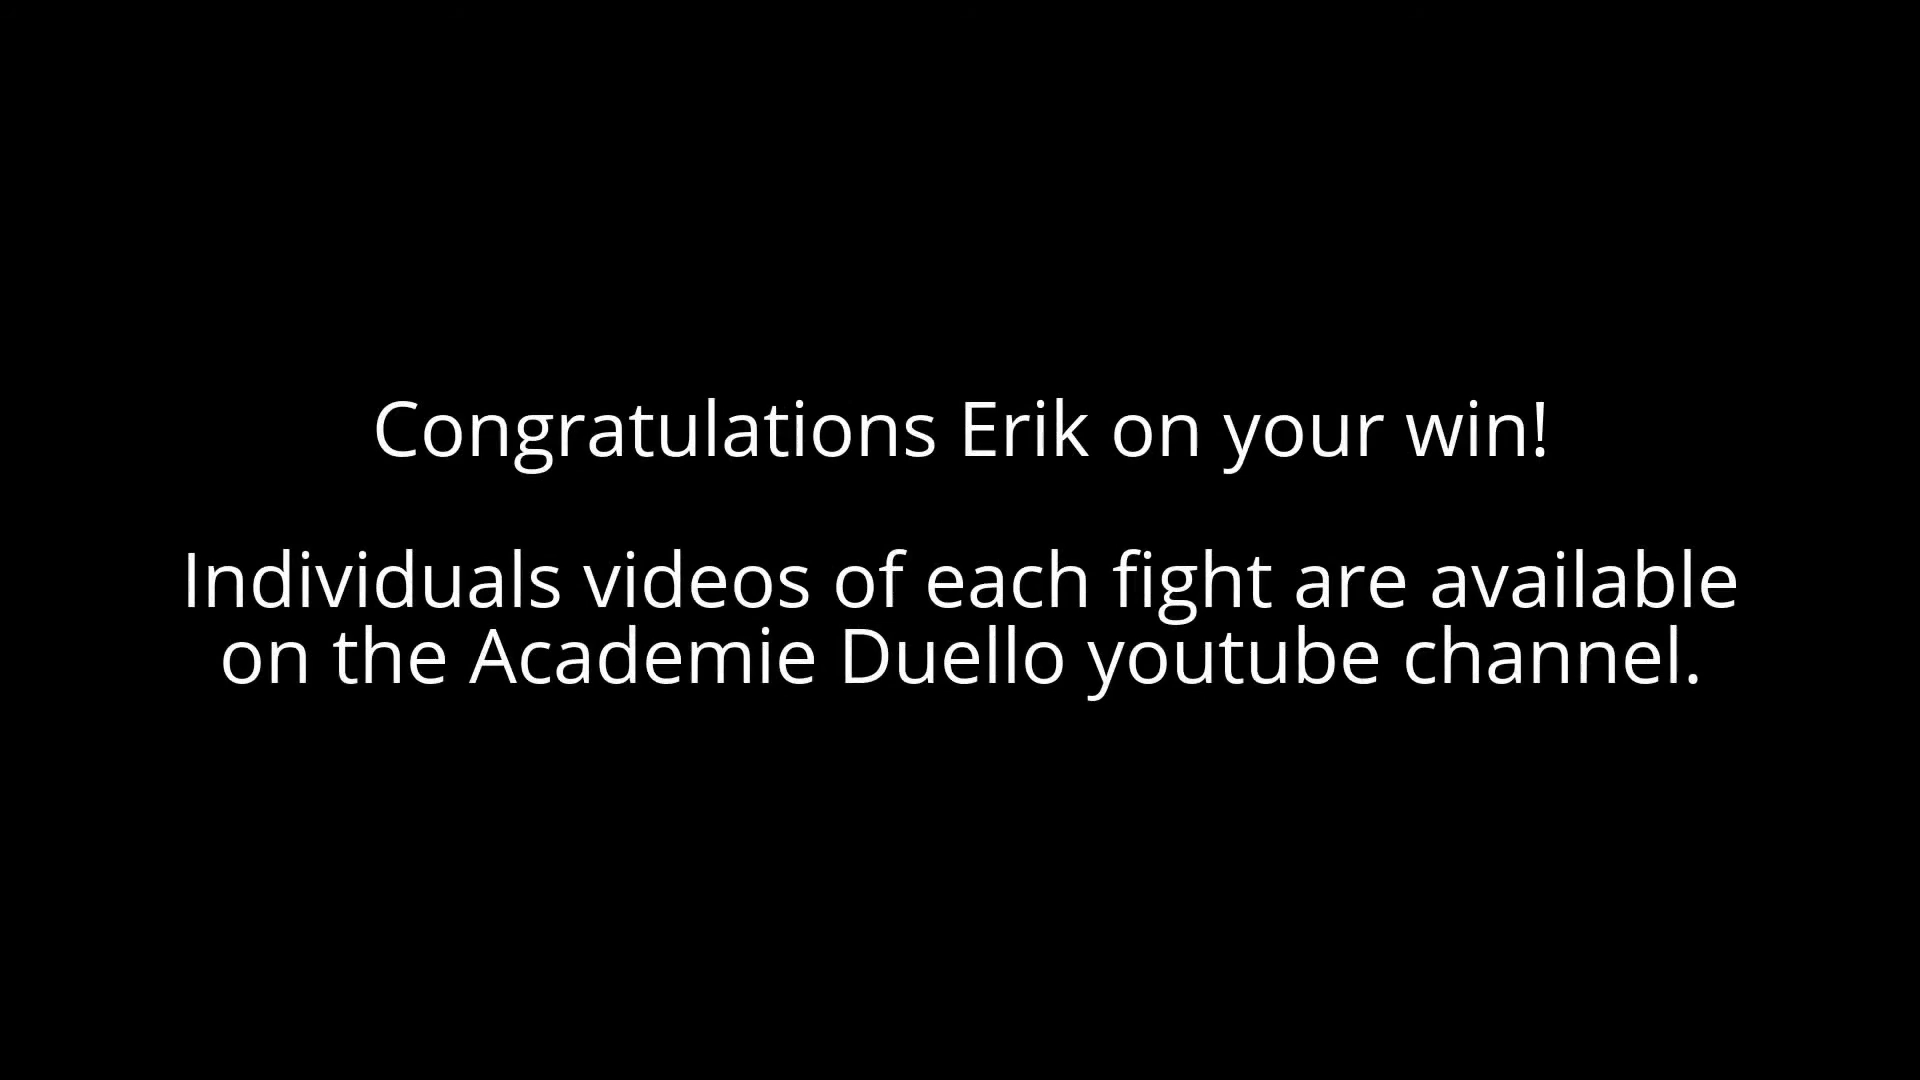 Congratulations Erik on your win!
Individuals videos of each fight are available
on the Academie Duello youtube channel.